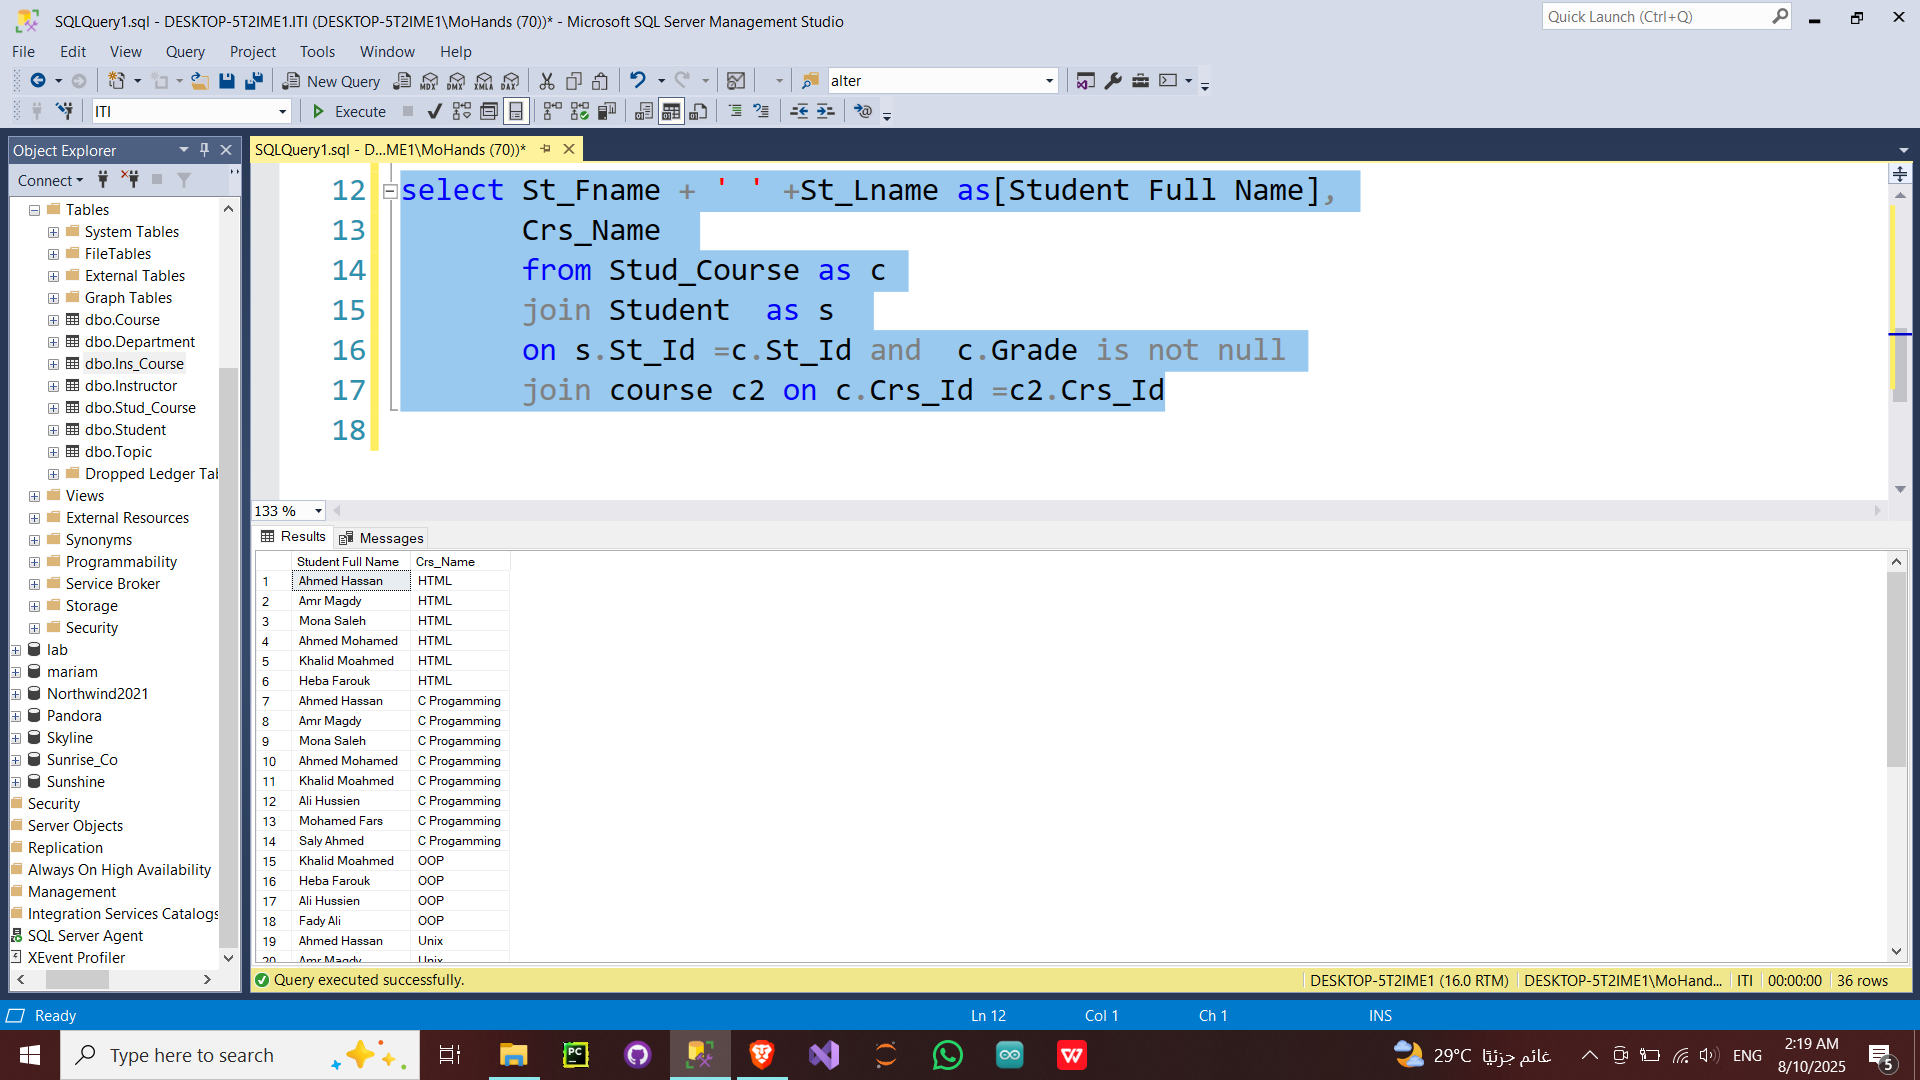 SQLQuery1.sql - DESKTOP-5T2IME1.ITI (DESKTOP-5T2IME1\MoHands (70))* - Microsoft SQL Server Management Studio
Quick Launch (Ctrl+Q)
File Edit View Query Project Tools Window Help
New Query
MDX DMX XMLA DAX
alter
ITI
Execute
Object Explorer
Connect
Tables
System Tables
FileTables
External Tables
Graph Tables
dbo.Course
dbo.Department
dbo.Ins_Course
dbo.Instructor
dbo.Stud_Course
dbo.Student
dbo.Topic
Dropped Ledger Tal
Views
External Resources
Synonyms
Programmability
Service Broker
Storage
Security
lab
mariam
Northwind2021
Pandora
Skyline
Sunrise_Co
Sunshine
Security
Server Objects
Replication
Always On High Availability
Management
Integration Services Catalogs
SQL Server Agent
XEvent Profiler
SQLQuery1.sql - D...ME1\MoHands (70))*
12 select St_Fname + ' ' +St_Lname as[Student Full Name],
13 Crs_Name
14 from Stud_Course as c
15 join Student as s
16 on s.St_Id =c.St_Id and c.Grade is not null
17 join course c2 on c.Crs_Id =c2.Crs_Id
18
133 %
Results Messages
Student Full Name Crs_Name
1 Ahmed Hassan HTML
2 Amr Magdy HTML
3 Mona Saleh HTML
4 Ahmed Mohamed HTML
5 Khalid Moahmed HTML
6 Heba Farouk HTML
7 Ahmed Hassan C Progamming
8 Amr Magdy C Progamming
9 Mona Saleh C Progamming
10 Ahmed Mohamed C Progamming
11 Khalid Moahmed C Progamming
12 Ali Hussien C Progamming
13 Mohamed Fars C Progamming
14 Saly Ahmed C Progamming
15 Khalid Moahmed OOP
16 Heba Farouk OOP
17 Ali Hussien OOP
18 Fady Ali OOP
19 Ahmed Hassan Unix
20 Amr Magdy Unix
Query executed successfully.
DESKTOP-5T2IME1 (16.0 RTM) DESKTOP-5T2IME1\MoHand... ITI 00:00:00 36 rows
Ready Ln 12 Col 1 Ch 1 INS
Type here to search
PC
W
29°C غائم جزئيًا
ENG
2:19 AM
8/10/2025
5